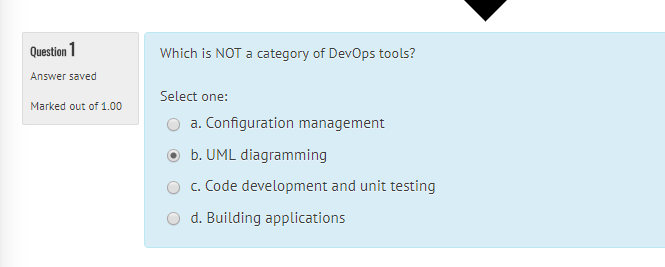 Question 1
Answer saved
Marked out of 1.00
Which is NOT a category of DevOps tools?
Select one:
a. Configuration management
b. UML diagramming
c. Code development and unit testing
d. Building applications